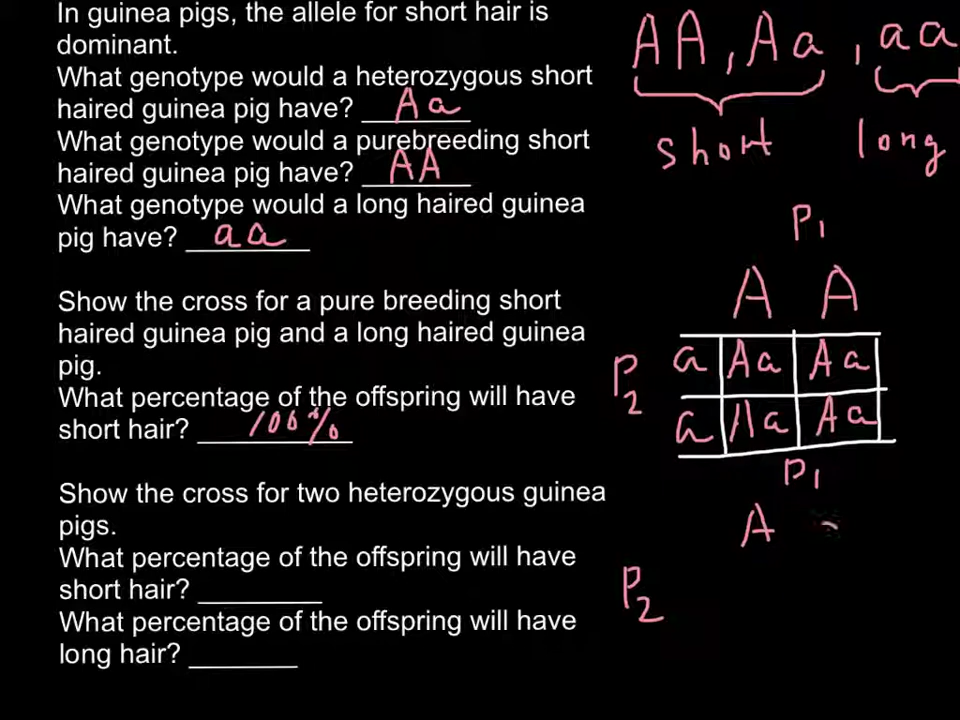 In guinea pigs, the allele for short hair is
dominant.
What genotype would a heterozygous short
haired guinea pig have? Aa
What genotype would a purebreeding short
haired guinea pig have? AA
What genotype would a long haired guinea
pig have? aa
Show the cross for a pure breeding short
haired guinea pig and a long haired guinea
pig.
What percentage of the offspring will have
short hair? 100%
Show the cross for two heterozygous guinea
pigs.
What percentage of the offspring will have
short hair?
What percentage of the offspring will have
long hair?
AA, Aa, aa
short long
P1
A A
P2 a Aa Aa
a Aa Aa
P1
A
P2